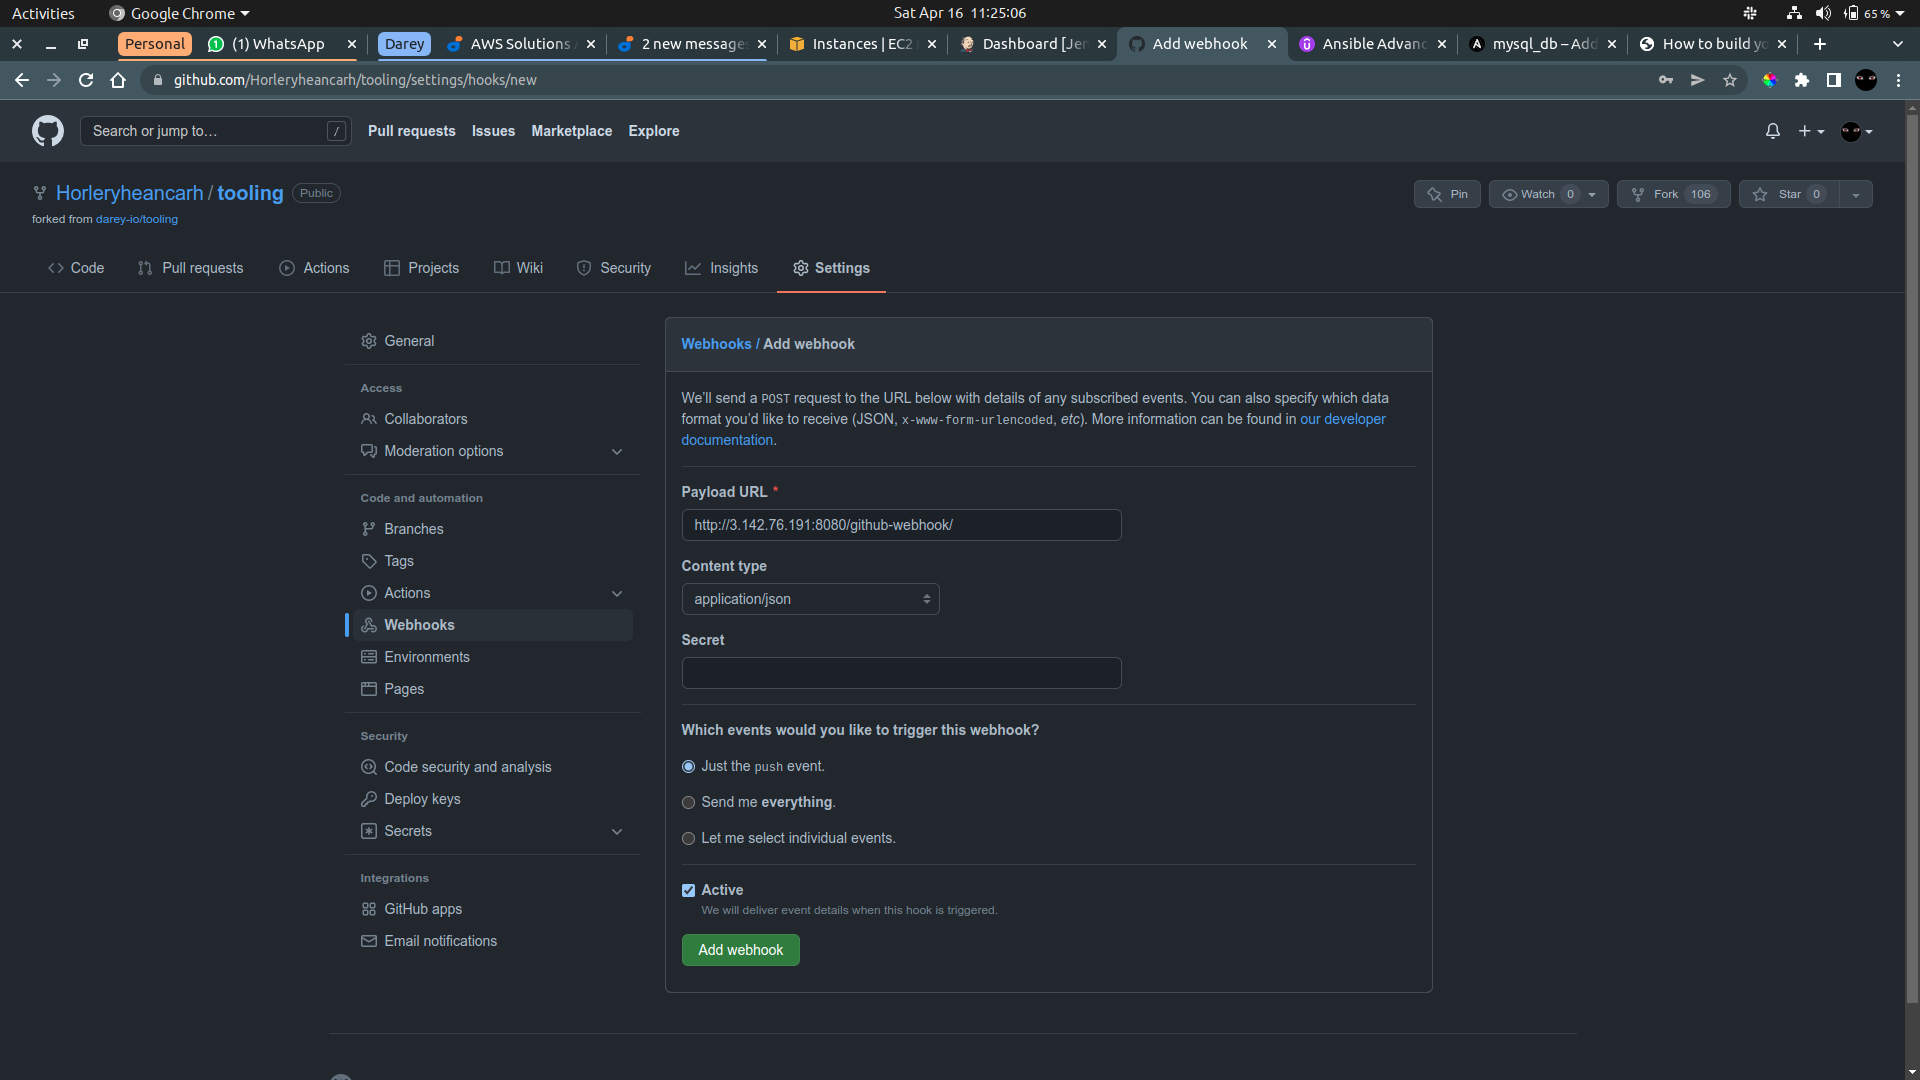 Activities Google Chrome Sat Apr 16 11:25:06 65 %
Personal (1) WhatsApp Darey AWS Solutions 2 new message Instances | EC2 Dashboard [Jen Add webhook Ansible Advanc mysql_db – Add How to build yo
github.com/Horleryheancarh/tooling/settings/hooks/new
Search or jump to… / Pull requests Issues Marketplace Explore
Horleryheancarh / tooling Public Pin Watch 0 Fork 106 Star 0
forked from darey-io/tooling
Code Pull requests Actions Projects Wiki Security Insights Settings
General
Access
Collaborators
Moderation options
Code and automation
Branches
Tags
Actions
Webhooks
Environments
Pages
Security
Code security and analysis
Deploy keys
Secrets
Integrations
GitHub apps
Email notifications
Webhooks / Add webhook
We’ll send a POST request to the URL below with details of any subscribed events. You can also specify which data
format you’d like to receive (JSON, x-www-form-urlencoded, etc). More information can be found in our developer
documentation.
Payload URL *
http://3.142.76.191:8080/github-webhook/
Content type
application/json
Secret
Which events would you like to trigger this webhook?
Just the push event.
Send me everything.
Let me select individual events.
Active
We will deliver event details when this hook is triggered.
Add webhook